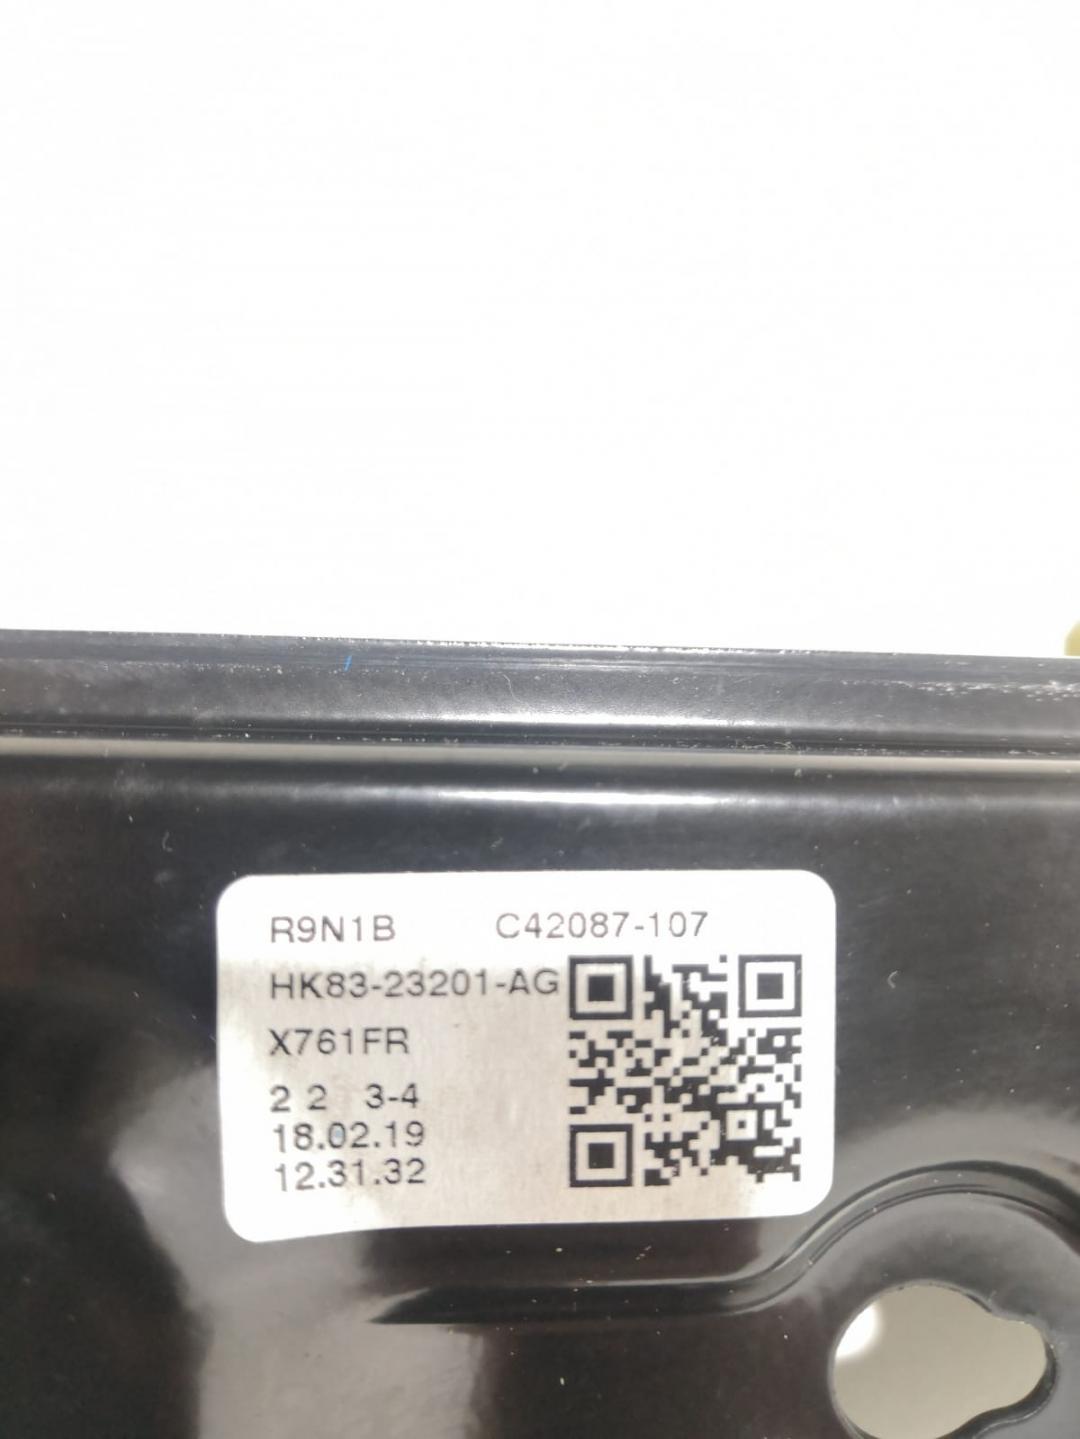 R9N1B C42087-107
HK83-23201-AG
X761FR
2 2 3-4
18.02.19
12.31.32